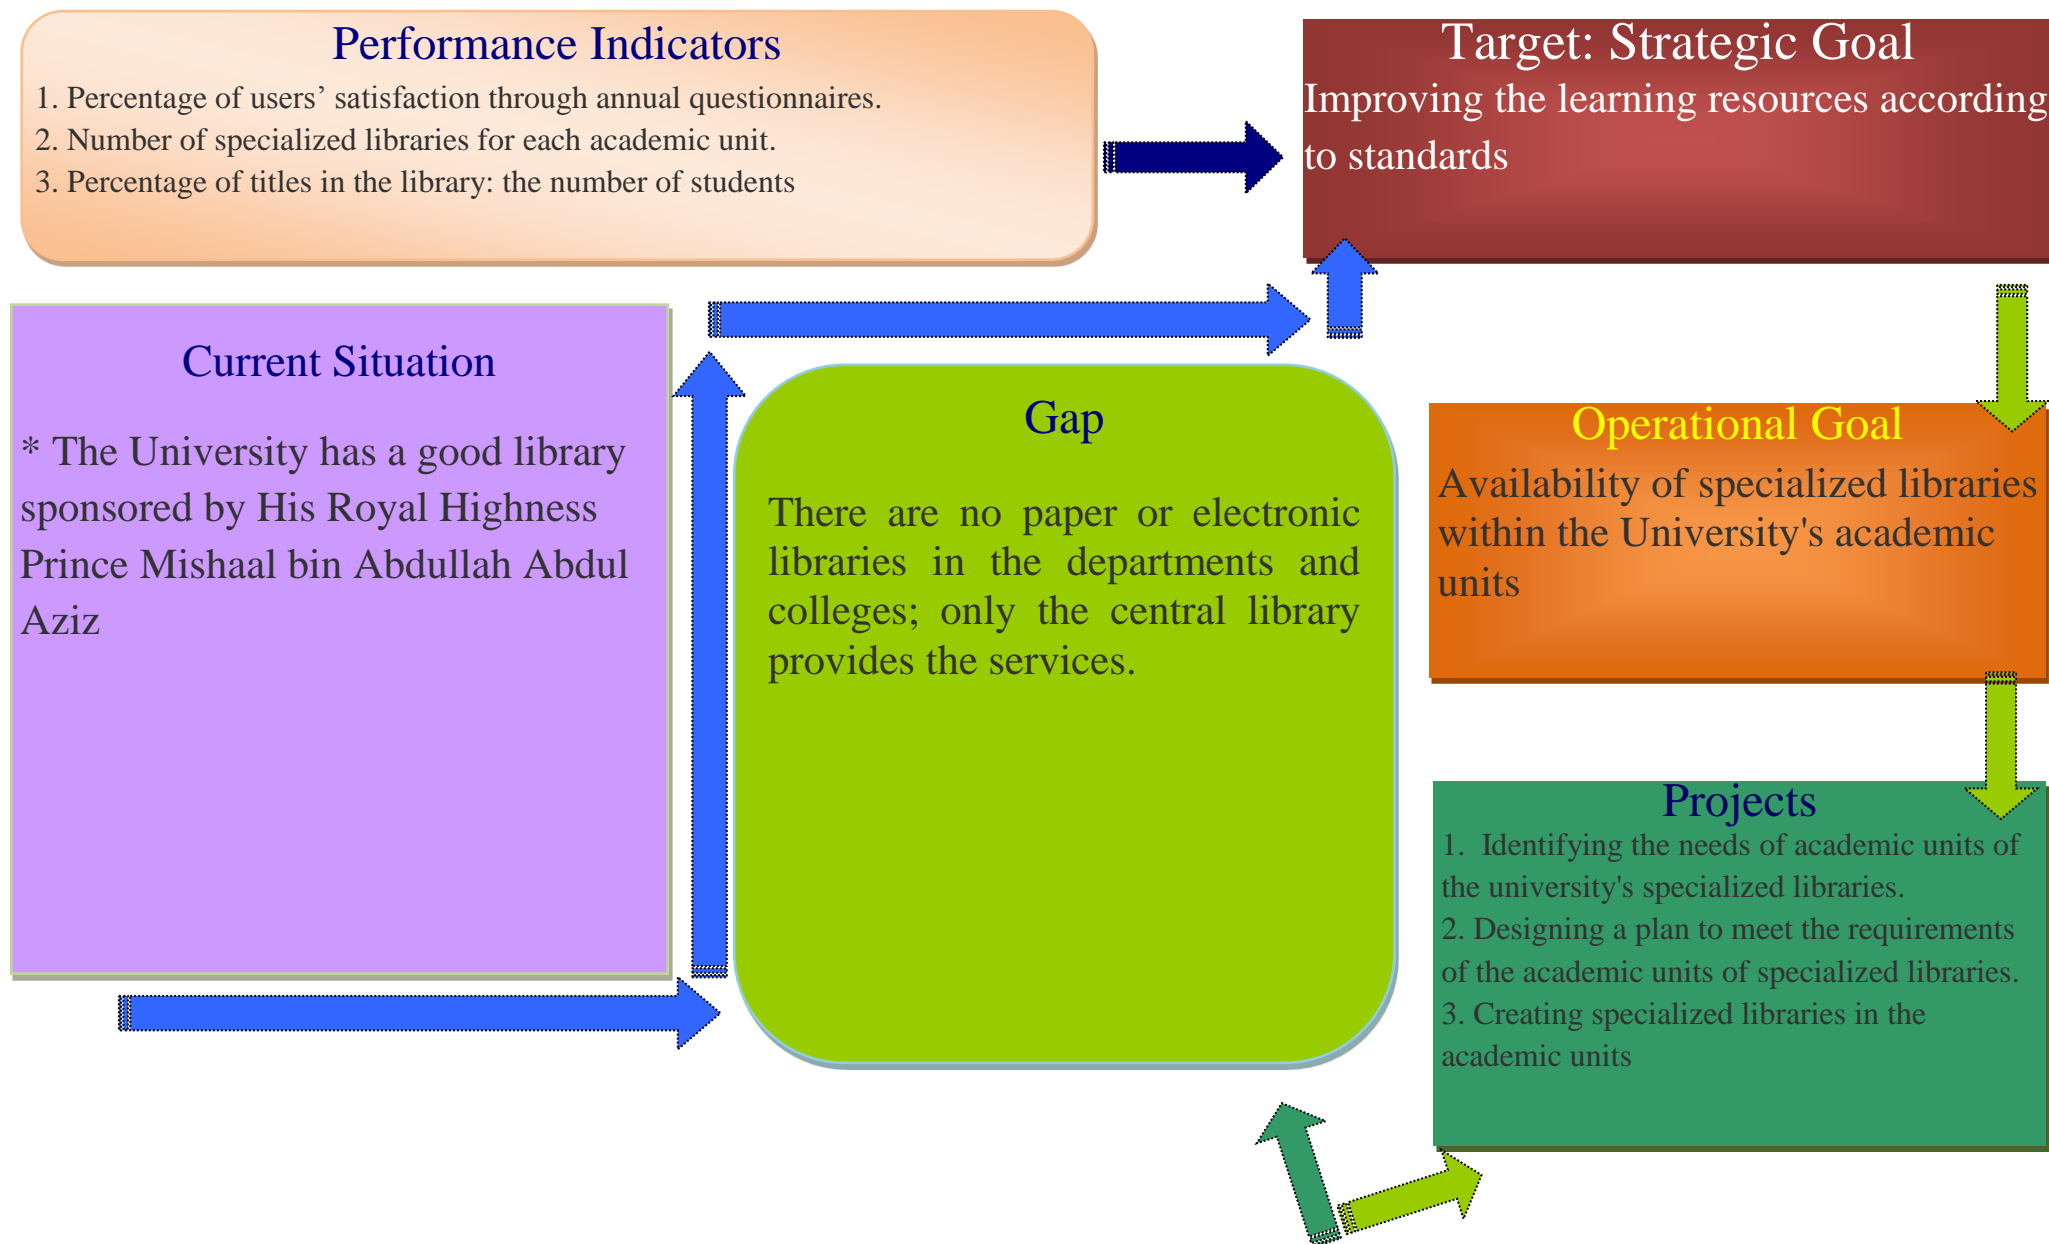 Performance Indicators
1. Percentage of users’ satisfaction through annual questionnaires.
2. Number of specialized libraries for each academic unit.
3. Percentage of titles in the library: the number of students
Target: Strategic Goal
Improving the learning resources according
to standards
Current Situation
* The University has a good library
sponsored by His Royal Highness
Prince Mishaal bin Abdullah Abdul
Aziz
Gap
There are no paper or electronic
libraries in the departments and
colleges; only the central library
provides the services.
Operational Goal
Availability of specialized libraries
within the University's academic
units
Projects
1. Identifying the needs of academic units of
the university's specialized libraries.
2. Designing a plan to meet the requirements
of the academic units of specialized libraries.
3. Creating specialized libraries in the
academic units